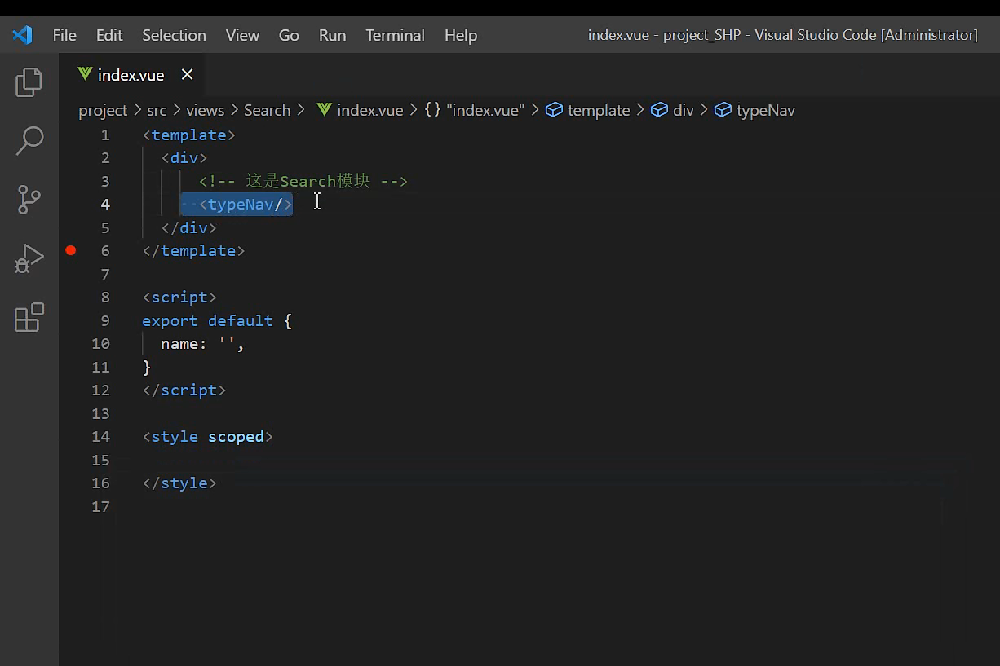 File Edit Selection View Go Run Terminal Help index.vue - project_SHP - Visual Studio Code [Administrator]
index.vue
project > src > views > Search > index.vue > {} "index.vue" > template > div > typeNav
1 <template>
2 <div>
3 <!-- 这是Search模块 -->
4 <typeNav/>
5 </div>
6 </template>
7
8 <script>
9 export default {
10 name: '',
11 }
12 </script>
13
14 <style scoped>
15
16 </style>
17